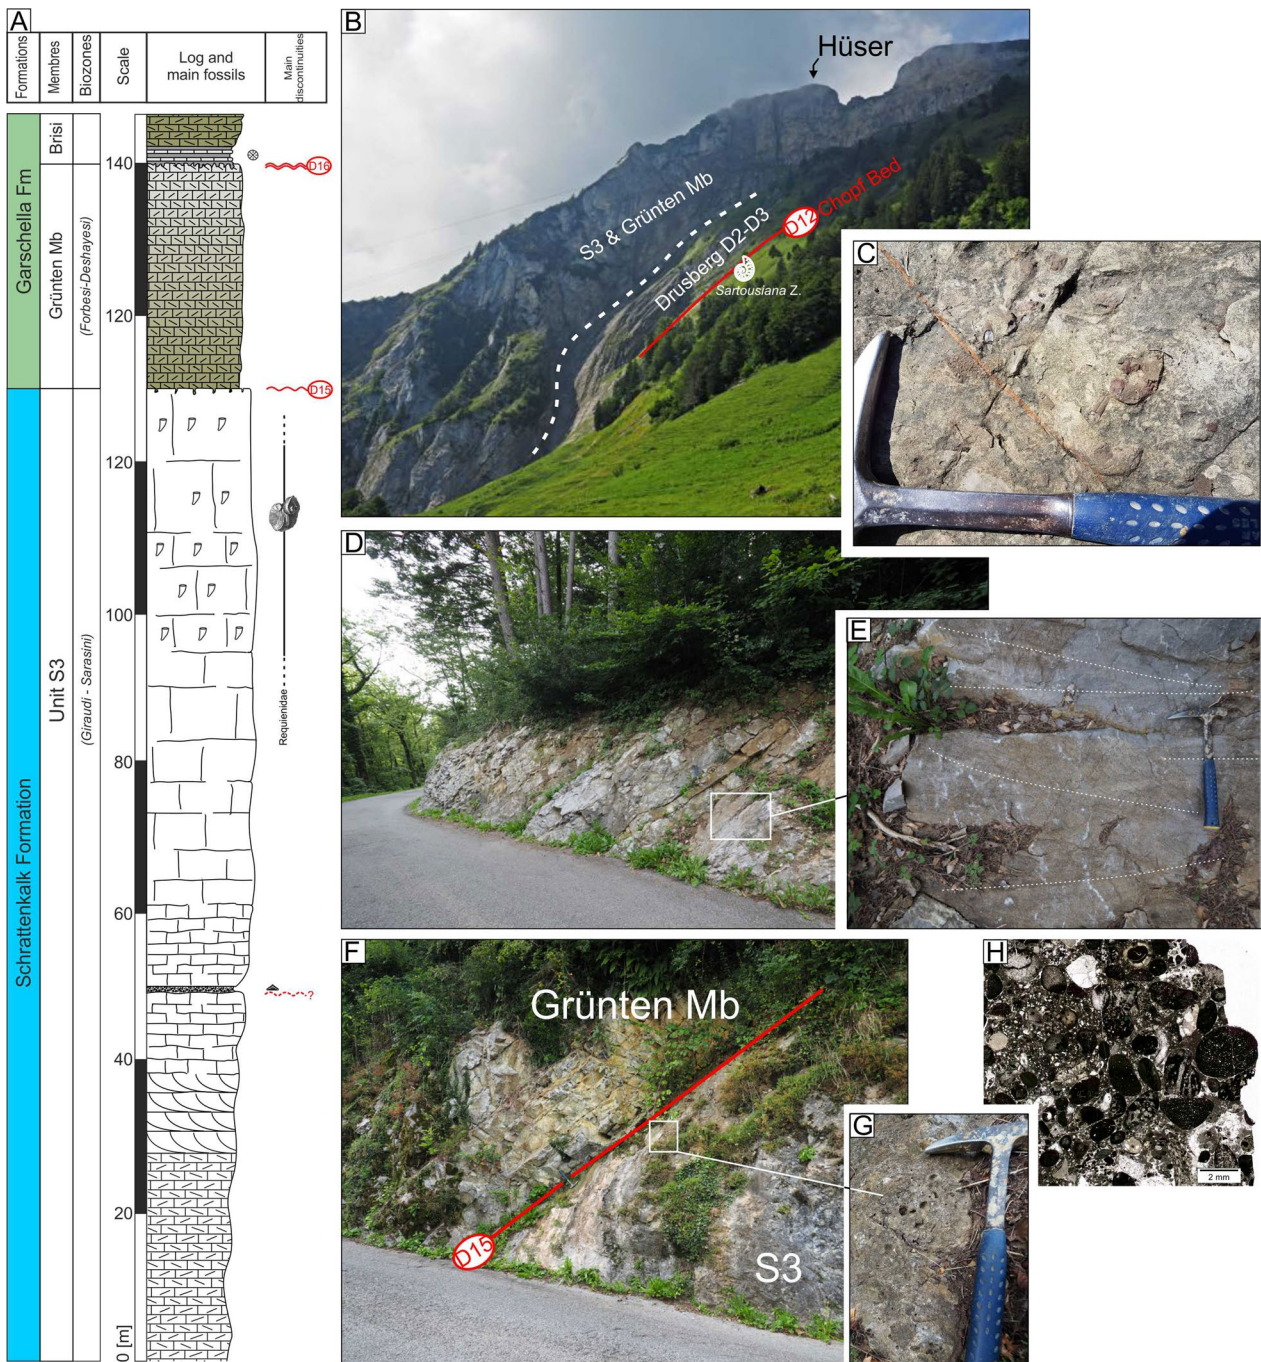 A
Formations
Membres
Biozones
Scale
Log and
main fossils
Main
discontinuities
Garschella Fm
Brisi
Grünten Mb
(Forbesi-Deshayesi)
140
D16
120
D15
Schrattenkalk Formation
Unit S3
(Giraudi - Sarasini)
120
100
Requienidae
80
60
?
40
20
0 [m]
B
Hüser
S3 & Grünten Mb
Drusberg D2-D3
D12 Chopf Bed
Sartousiana Z.
C
D
E
F
Grünten Mb
D15
S3
G
H
2 mm